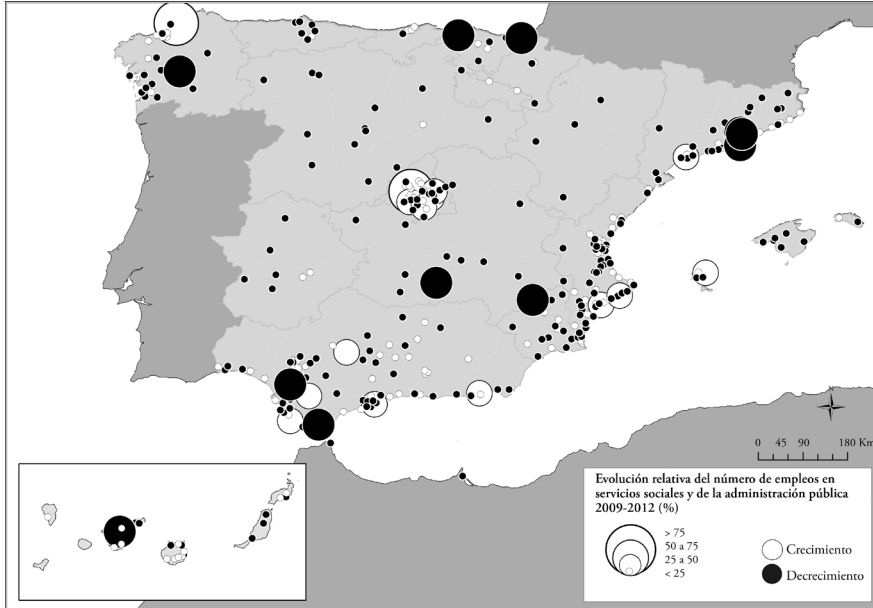 0 45 90 180 Km
Evolución relativa del número de empleos en
servicios sociales y de la administración pública
2009-2012 (%)
> 75
50 a 75
25 a 50
< 25
Crecimiento
Decrecimiento